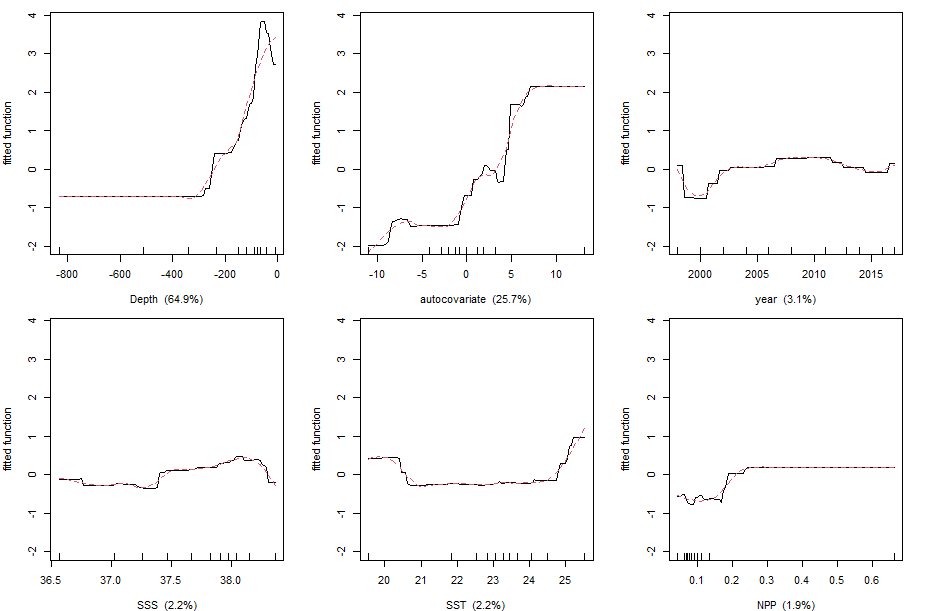 4
3
2
1
0
-1
-2
fitted function
-800 -600 -400 -200 0
Depth (64.9%)
4
3
2
1
0
-1
-2
fitted function
-10 -5 0 5 10
autocovariate (25.7%)
4
3
2
1
0
-1
-2
fitted function
2000 2005 2010 2015
year (3.1%)
4
3
2
1
0
-1
-2
fitted function
36.5 37.0 37.5 38.0
SSS (2.2%)
4
3
2
1
0
-1
-2
fitted function
20 21 22 23 24 25
SST (2.2%)
4
3
2
1
0
-1
-2
fitted function
0.1 0.2 0.3 0.4 0.5 0.6
NPP (1.9%)